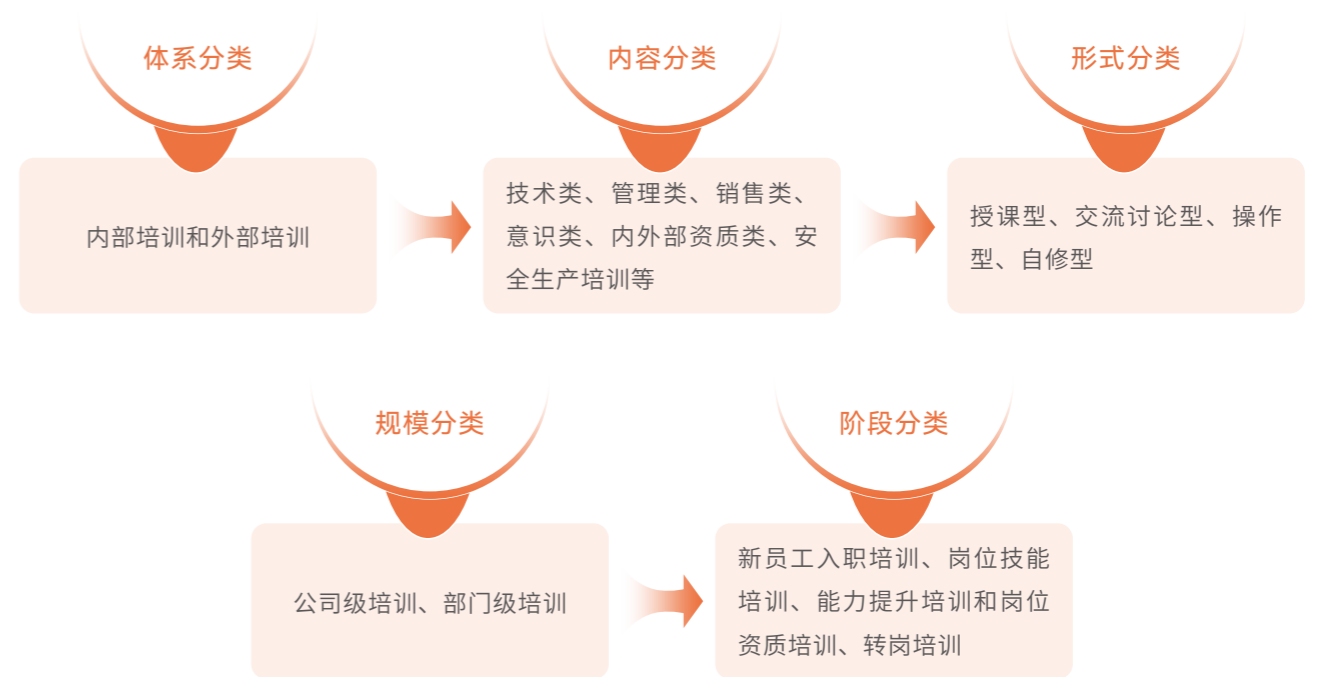 体系分类
内部培训和外部培训
内容分类
技术类、管理类、销售类、
意识类、内外部资质类、安
全生产培训等
形式分类
授课型、交流讨论型、操作
型、自修型
规模分类
公司级培训、部门级培训
阶段分类
新员工入职培训、岗位技能
培训、能力提升培训和岗位
资质培训、转岗培训